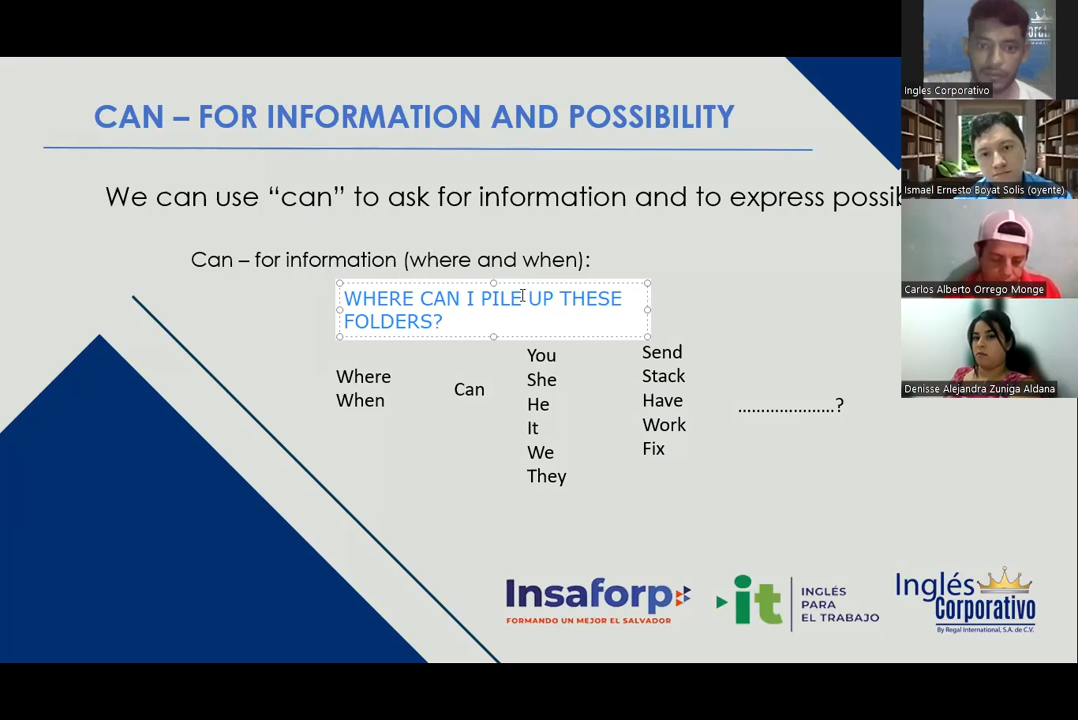 CAN – FOR INFORMATION AND POSSIBILITY
We can use “can” to ask for information and to express
Can – for information (where and when):
WHERE CAN I PILE UP THESE
FOLDERS?
Where
When
Can
You
She
He
It
We
They
Send
Stack
Have
Work
Fix
.....................?
Insaforp
FORMANDO UN MEJOR EL SALVADOR
it
INGLÉS
PARA
EL TRABAJO
Inglés
Corporativo
By Regal International, S.A. de C.V.
Ingles Corporativo
Ismael Ernesto Boyat Solis (oyente)
Carlos Alberto Orrego Monge
Denisse Alejandra Zuniga Aldana